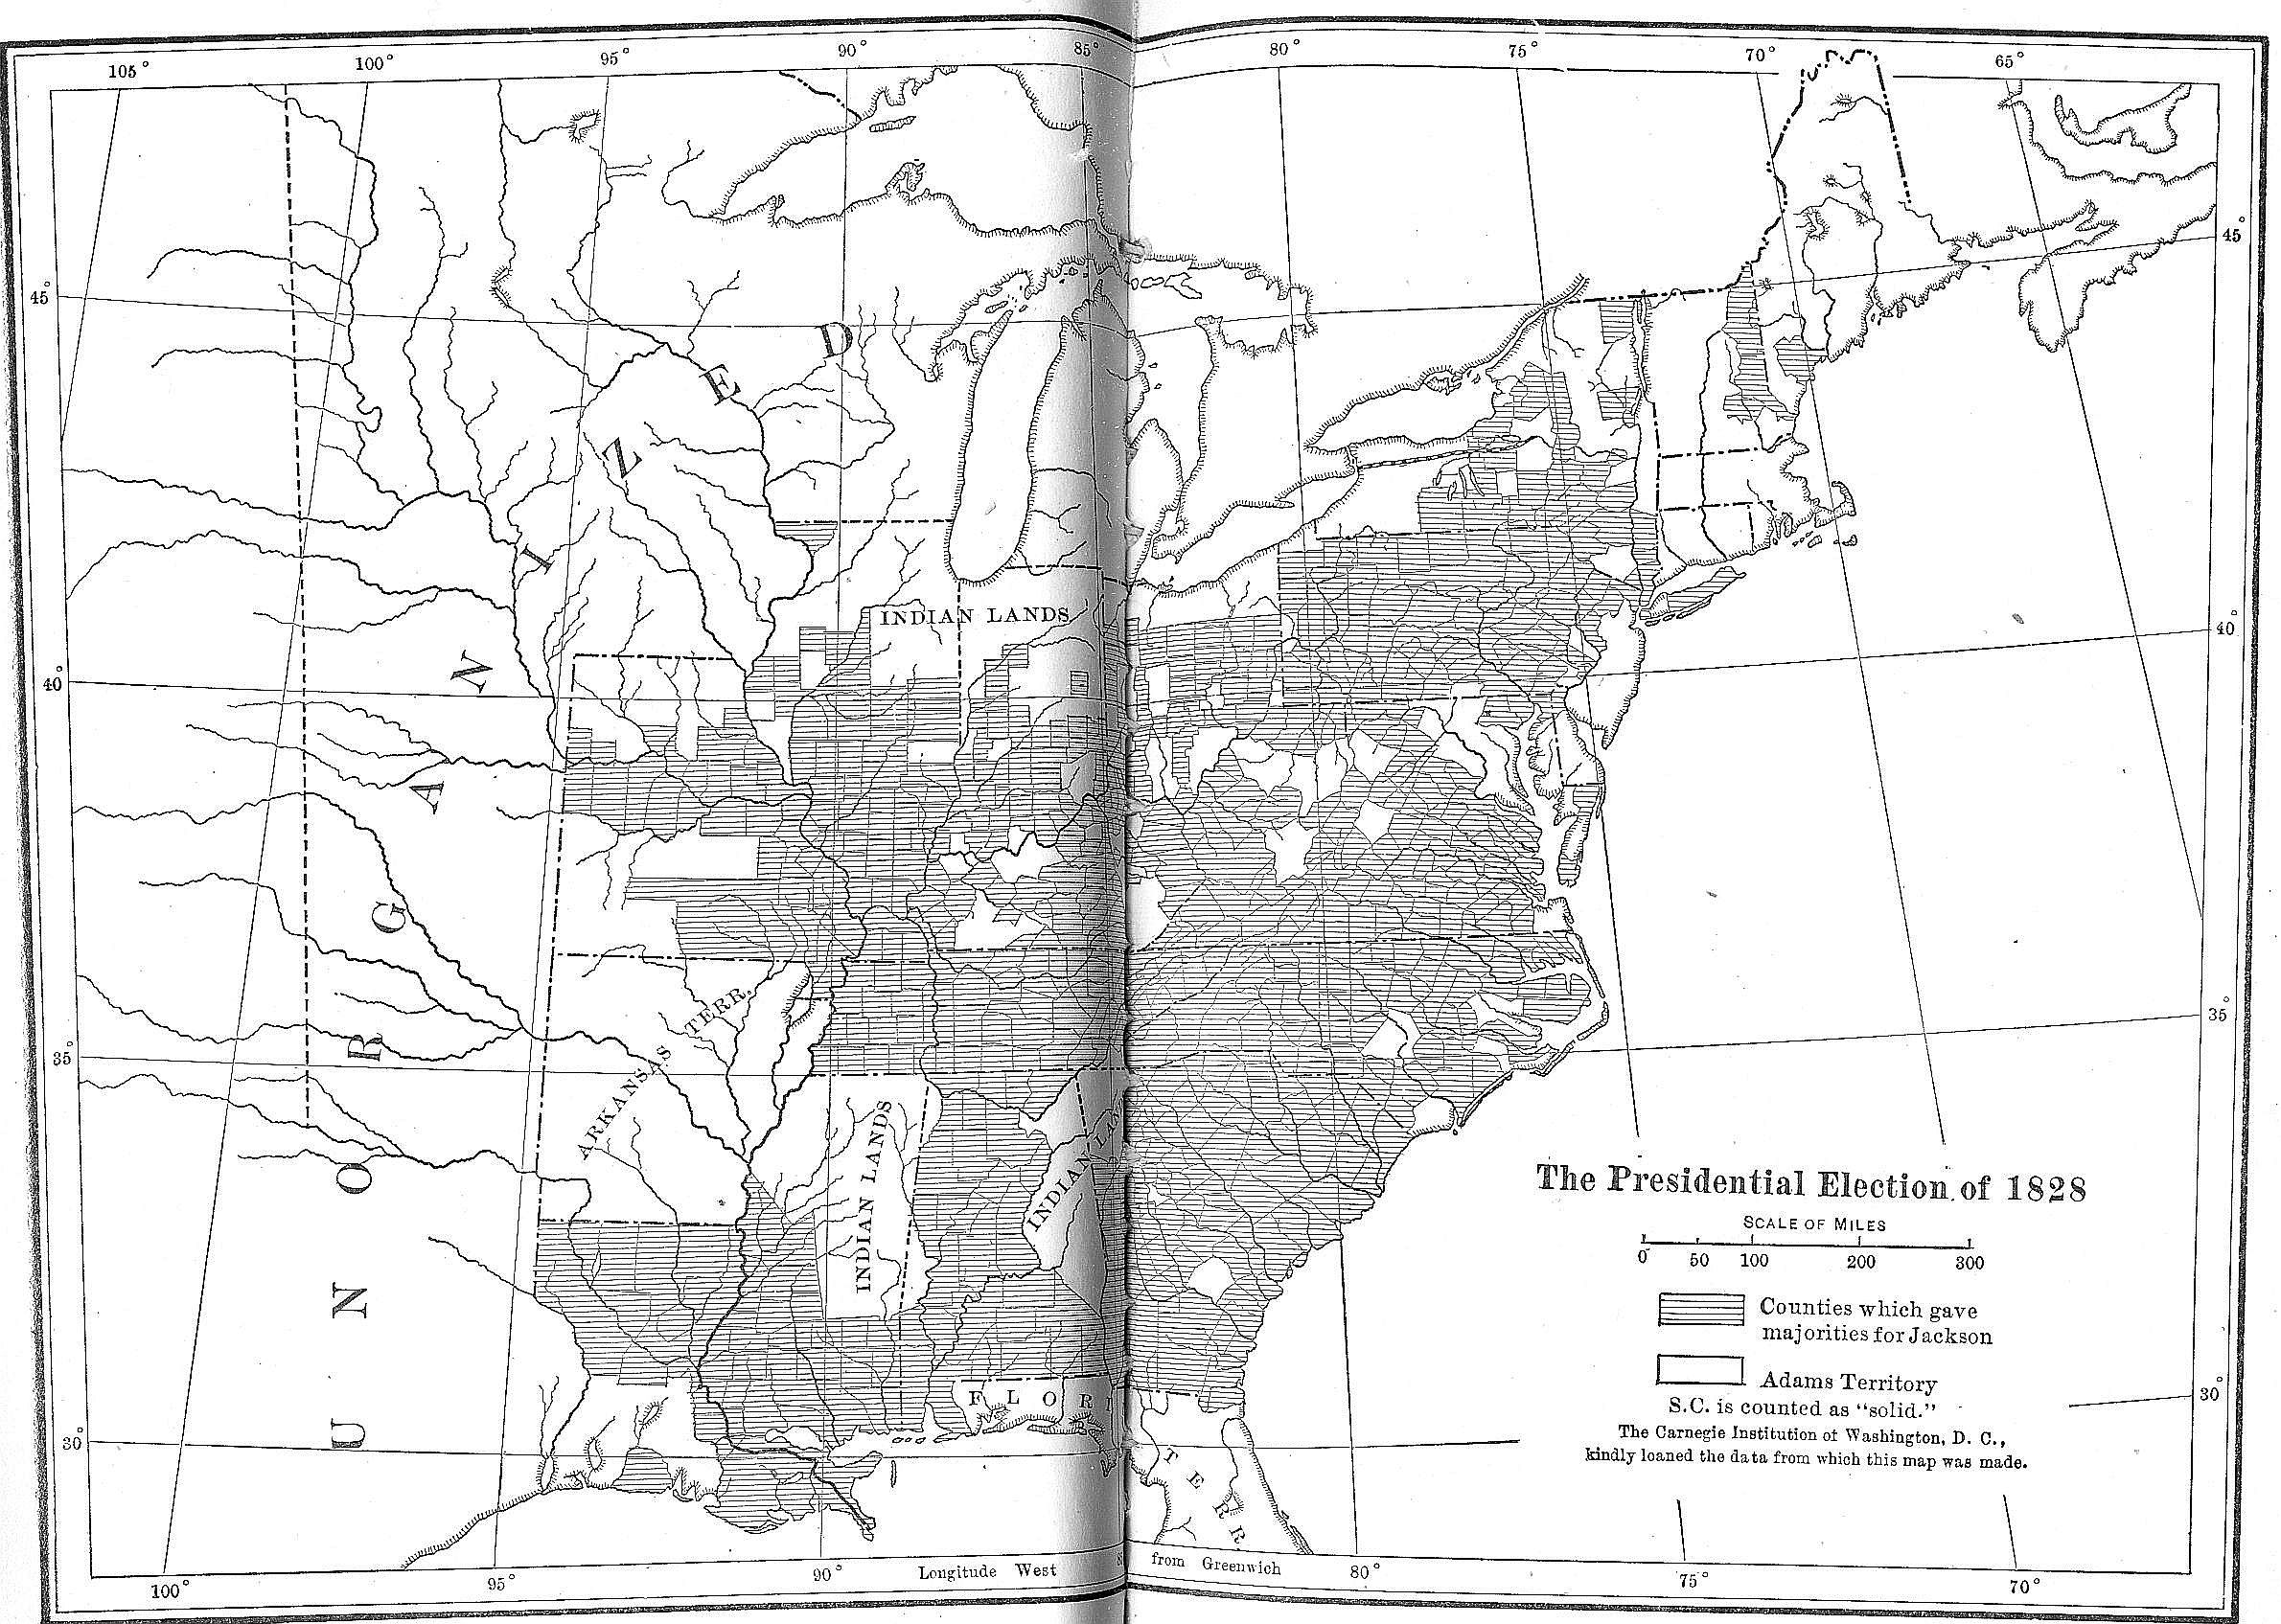 105° 100° 95° 90° 85° 80° 75° 70° 65°
45° 45°
40° 40°
35° 35°
30° 30°
UNORGANIZED
INDIAN LANDS
ARKANSAS TERR.
INDIAN LANDS
INDIAN
FLORI
TERR.
The Presidential Election of 1828
SCALE OF MILES
0 50 100 200 300
Counties which gave
majorities for Jackson
Adams Territory
S.C. is counted as "solid."
The Carnegie Institution of Washington, D. C.,
kindly loaned the data from which this map was made.
100° 95° 90° Longitude West from Greenwich 80° 75° 70°